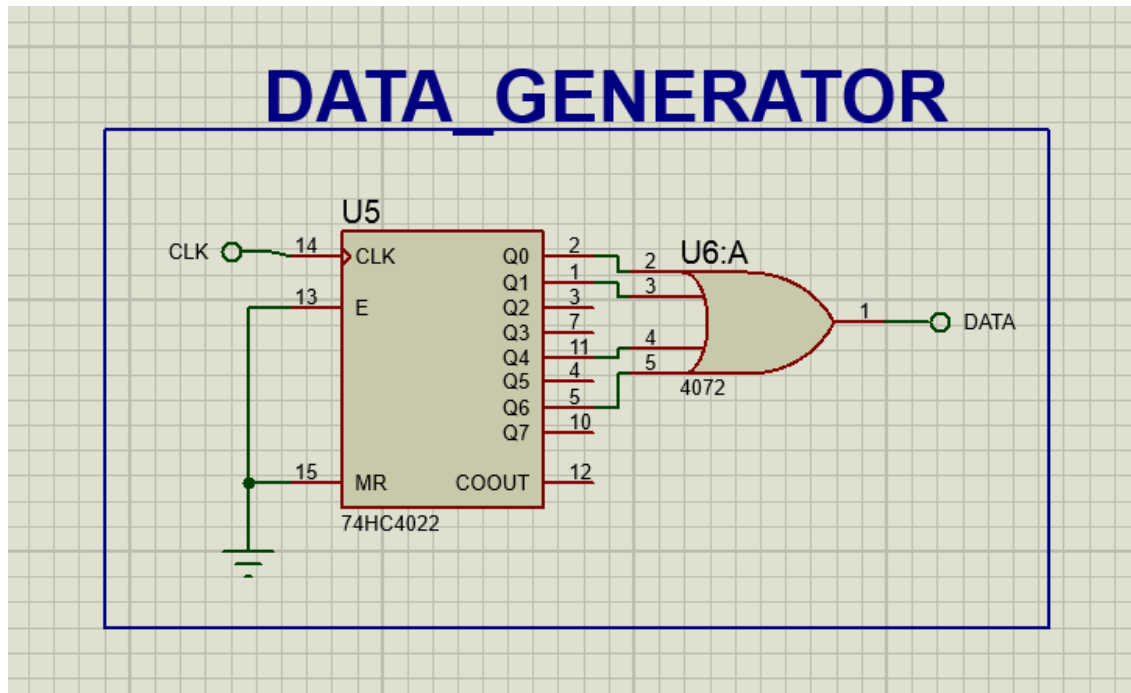 DATA_GENERATOR
U5
CLK 14 CLK Q0 2 2 U6:A
Q1 1 3
13 E Q2 3
Q3 7 1 DATA
Q4 11 4
Q5 4 5
Q6 5 4072
Q7 10
15 MR COOUT 12
74HC4022